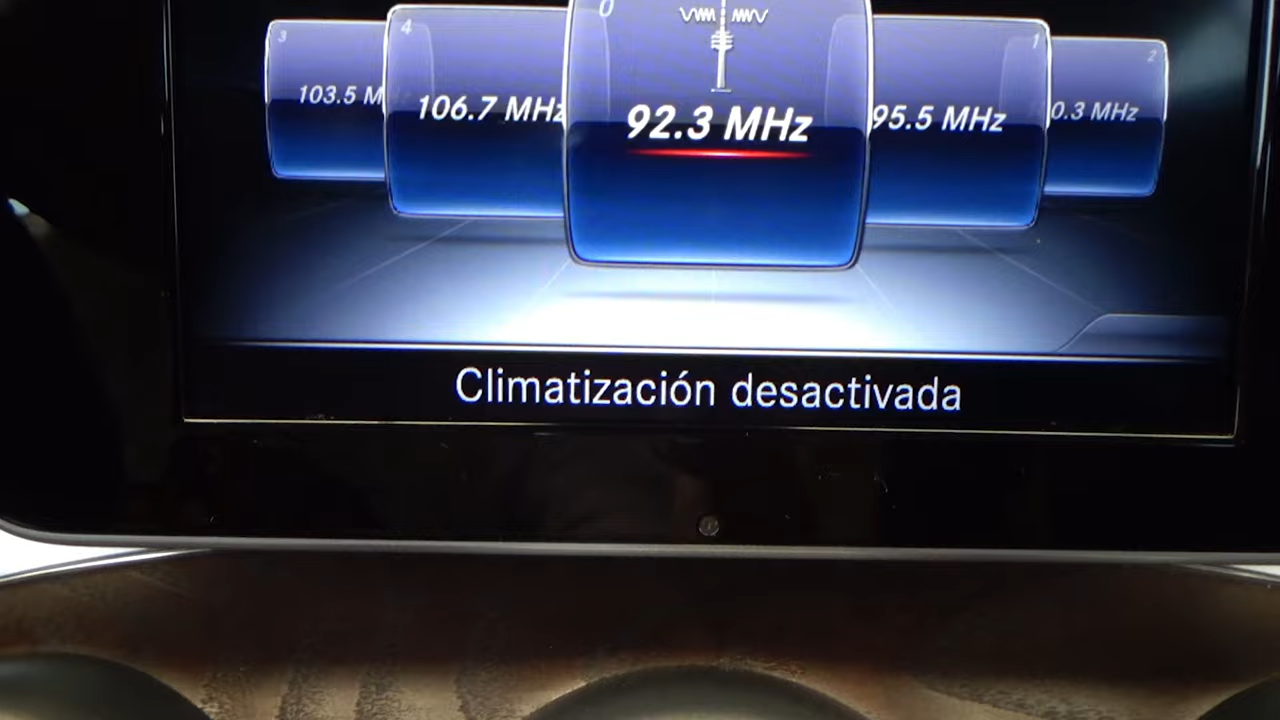 3 4 0 1 2
103.5 M 106.7 MHz 92.3 MHz 95.5 MHz 0.3 MHz
Climatización desactivada